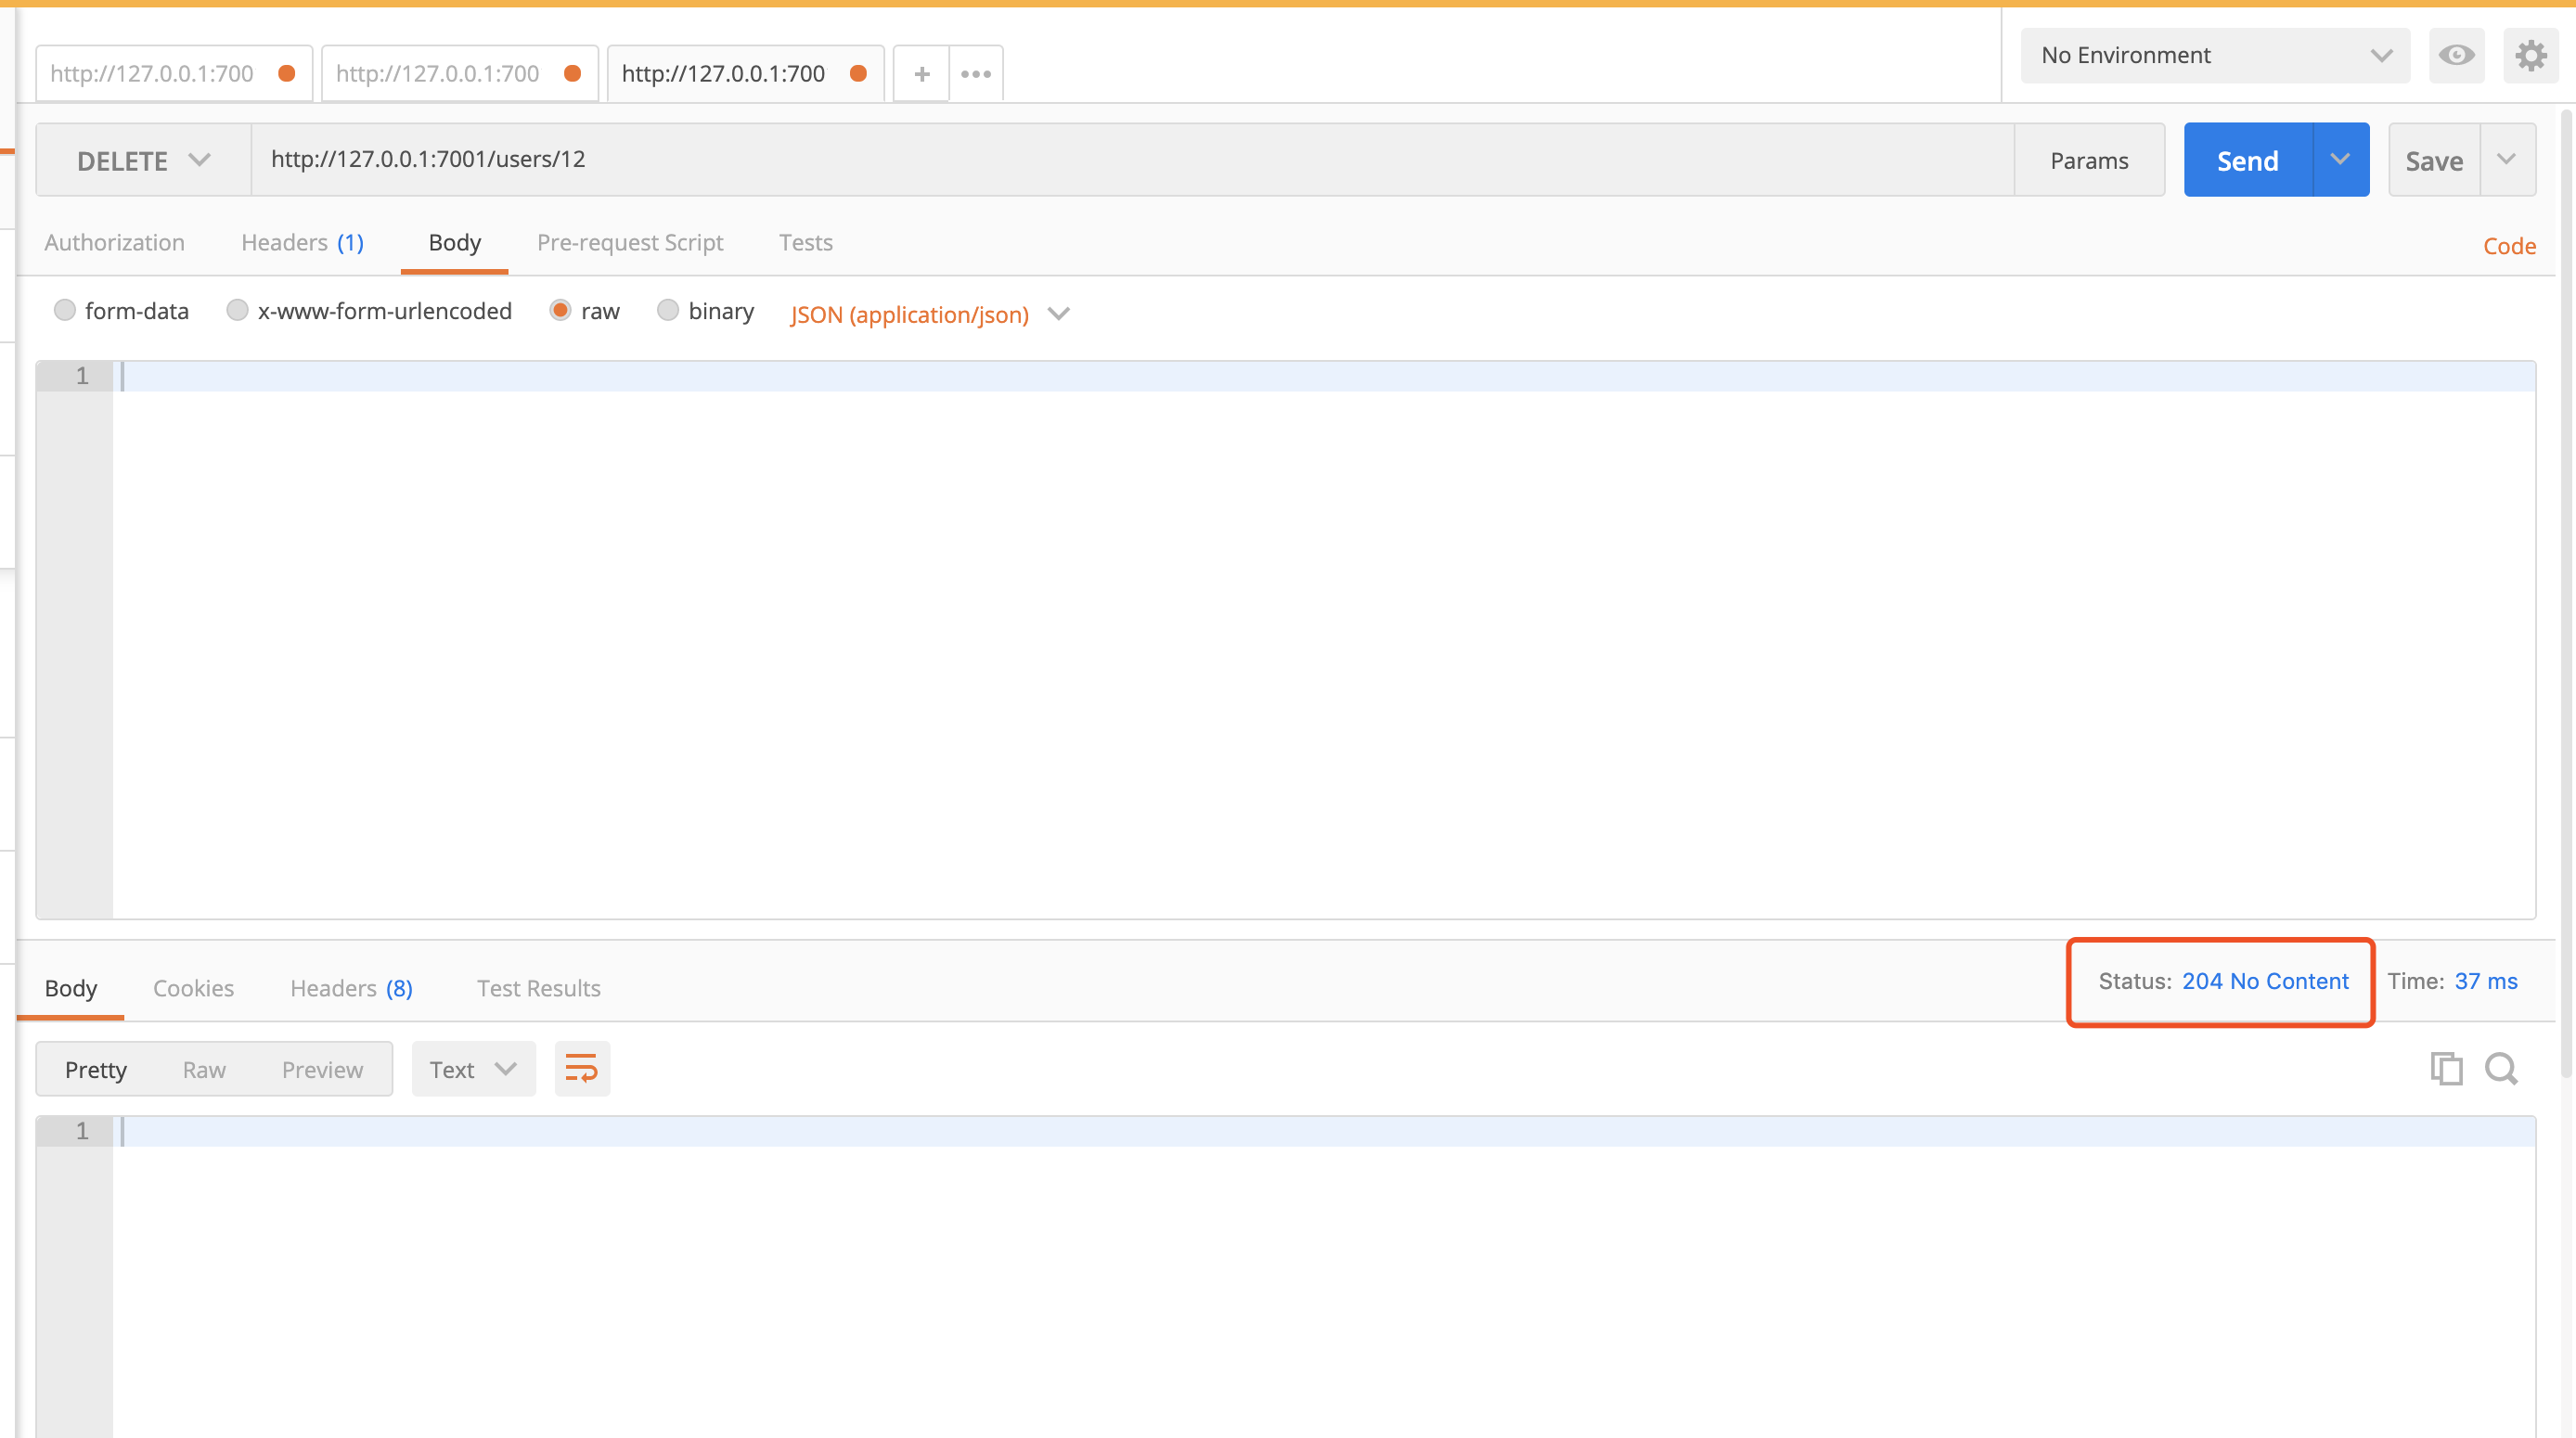 http://127.0.0.1:700 http://127.0.0.1:700 http://127.0.0.1:700 + ••• No Environment
DELETE http://127.0.0.1:7001/users/12 Params Send Save
Authorization Headers (1) Body Pre-request Script Tests Code
form-data x-www-form-urlencoded raw binary JSON (application/json)
1
Body Cookies Headers (8) Test Results Status: 204 No Content Time: 37 ms
Pretty Raw Preview Text
1